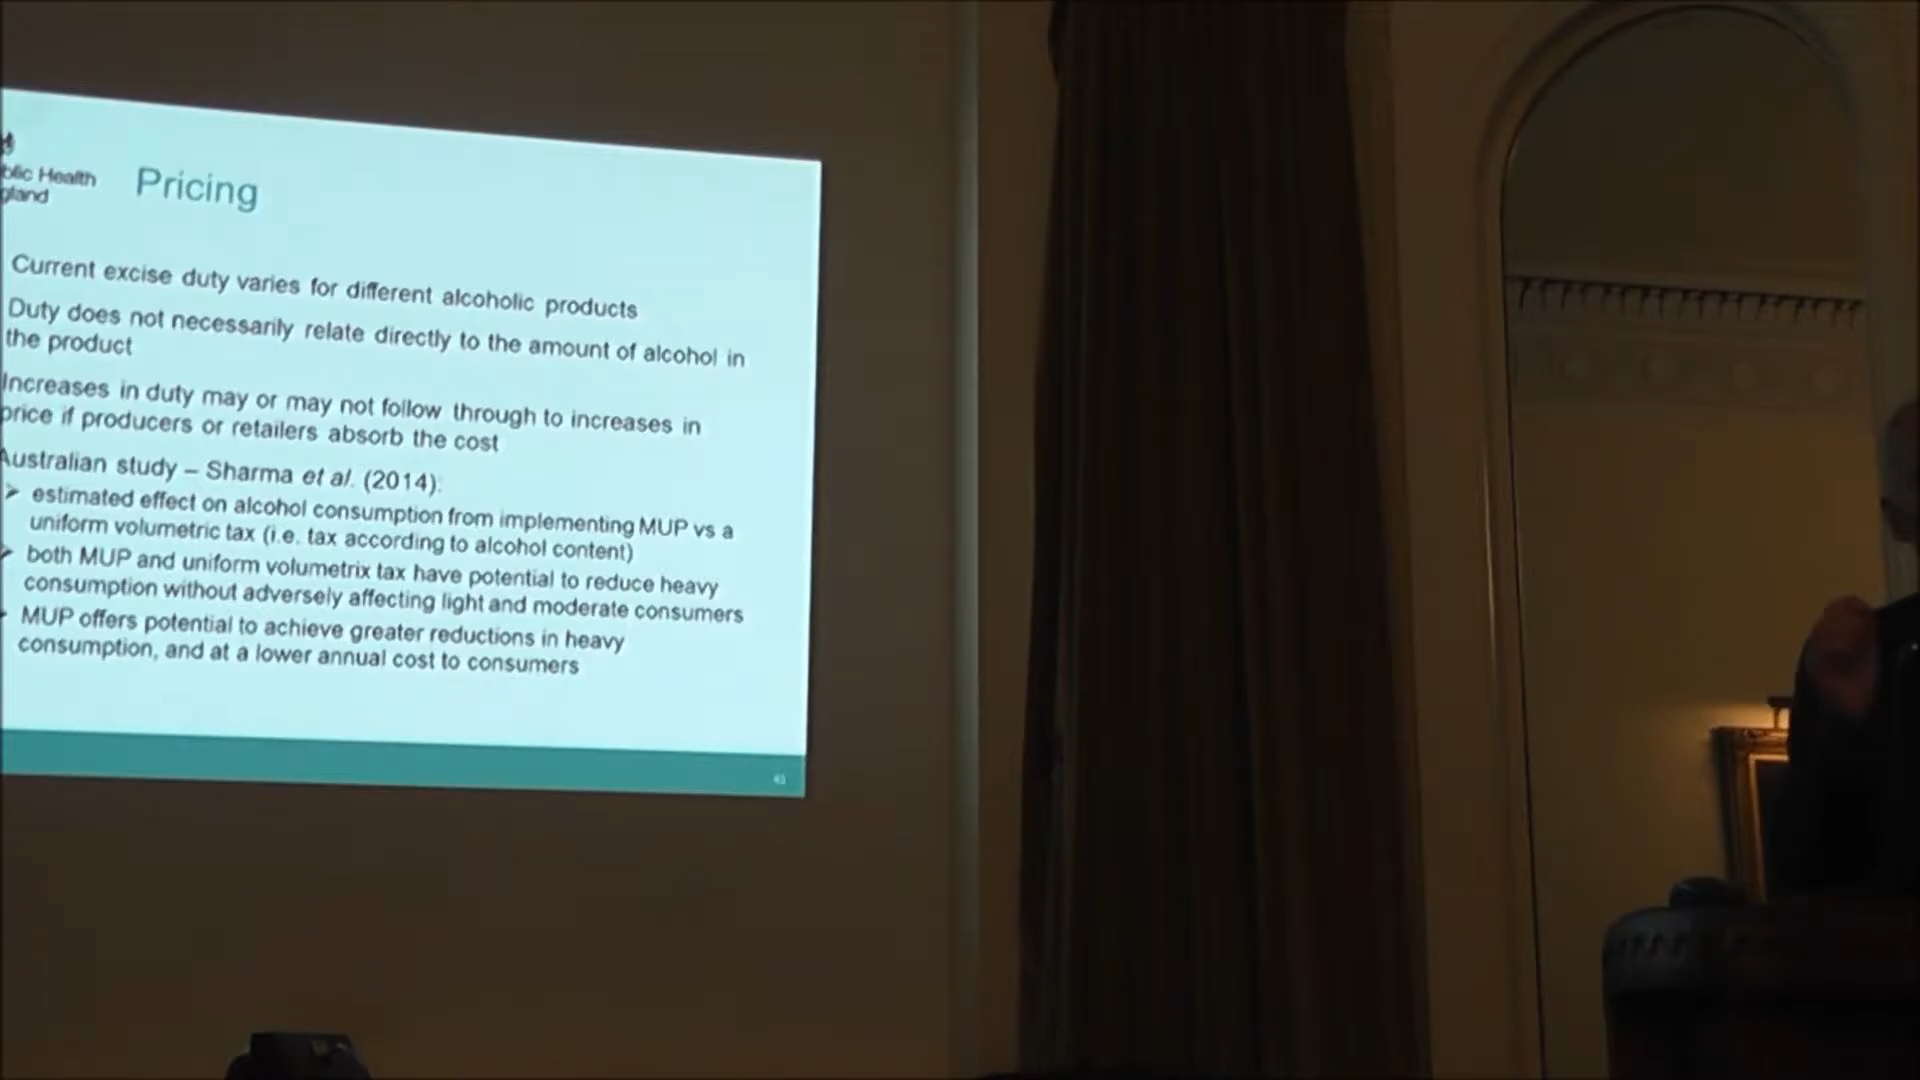 blic Health
gland
Pricing
Current excise duty varies for different alcoholic products
Duty does not necessarily relate directly to the amount of alcohol in
the product
Increases in duty may or may not follow through to increases in
price if producers or retailers absorb the cost
Australian study – Sharma et al. (2014):
estimated effect on alcohol consumption from implementing MUP vs a
uniform volumetric tax (i.e. tax according to alcohol content)
both MUP and uniform volumetrix tax have potential to reduce heavy
consumption without adversely affecting light and moderate consumers
MUP offers potential to achieve greater reductions in heavy
consumption, and at a lower annual cost to consumers